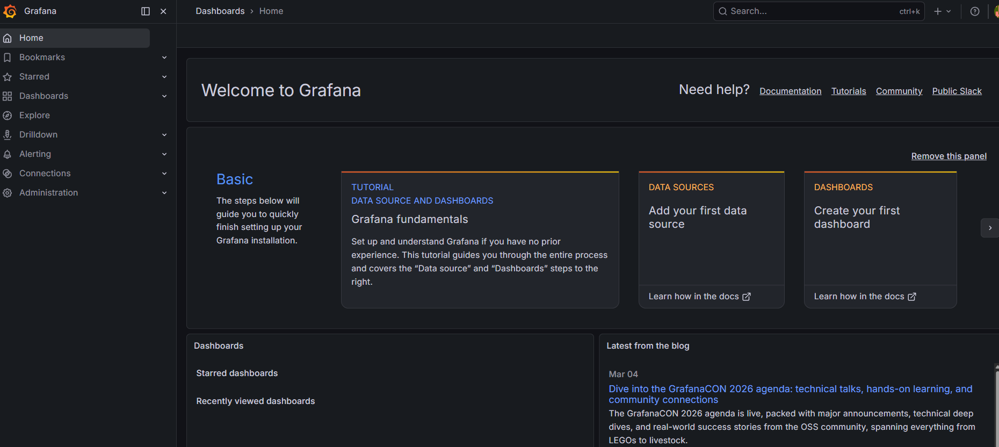 Grafana
Dashboards › Home
Search...
ctrl+k
Home
Bookmarks
Starred
Dashboards
Explore
Drilldown
Alerting
Connections
Administration
Welcome to Grafana
Need help?
Documentation
Tutorials
Community
Public Slack
Remove this panel
Basic
The steps below will
guide you to quickly
finish setting up your
Grafana installation.
TUTORIAL
DATA SOURCE AND DASHBOARDS
Grafana fundamentals
Set up and understand Grafana if you have no prior
experience. This tutorial guides you through the entire process
and covers the “Data source” and “Dashboards” steps to the
right.
DATA SOURCES
Add your first data
source
Learn how in the docs
DASHBOARDS
Create your first
dashboard
Learn how in the docs
Dashboards
Starred dashboards
Recently viewed dashboards
Latest from the blog
Mar 04
Dive into the GrafanaCON 2026 agenda: technical talks, hands-on learning, and
community connections
The GrafanaCON 2026 agenda is live, packed with major announcements, technical deep
dives, and real-world success stories from the OSS community, spanning everything from
LEGOs to livestock.